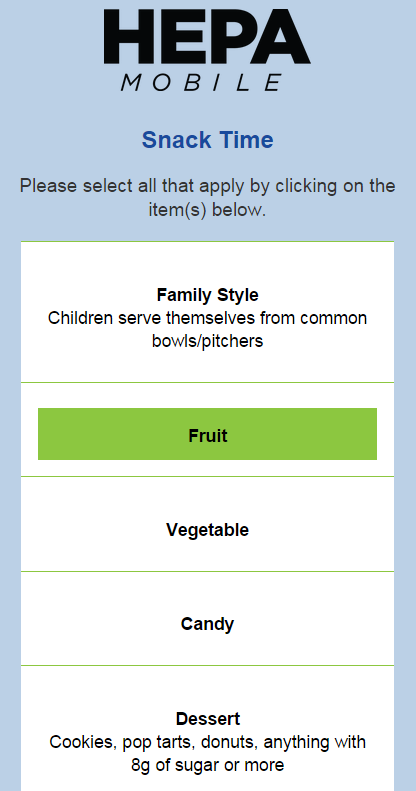 HEPA
MOBILE
Snack Time
Please select all that apply by clicking on the
item(s) below.
Family Style
Children serve themselves from common
bowls/pitchers
Fruit
Vegetable
Candy
Dessert
Cookies, pop tarts, donuts, anything with
8g of sugar or more